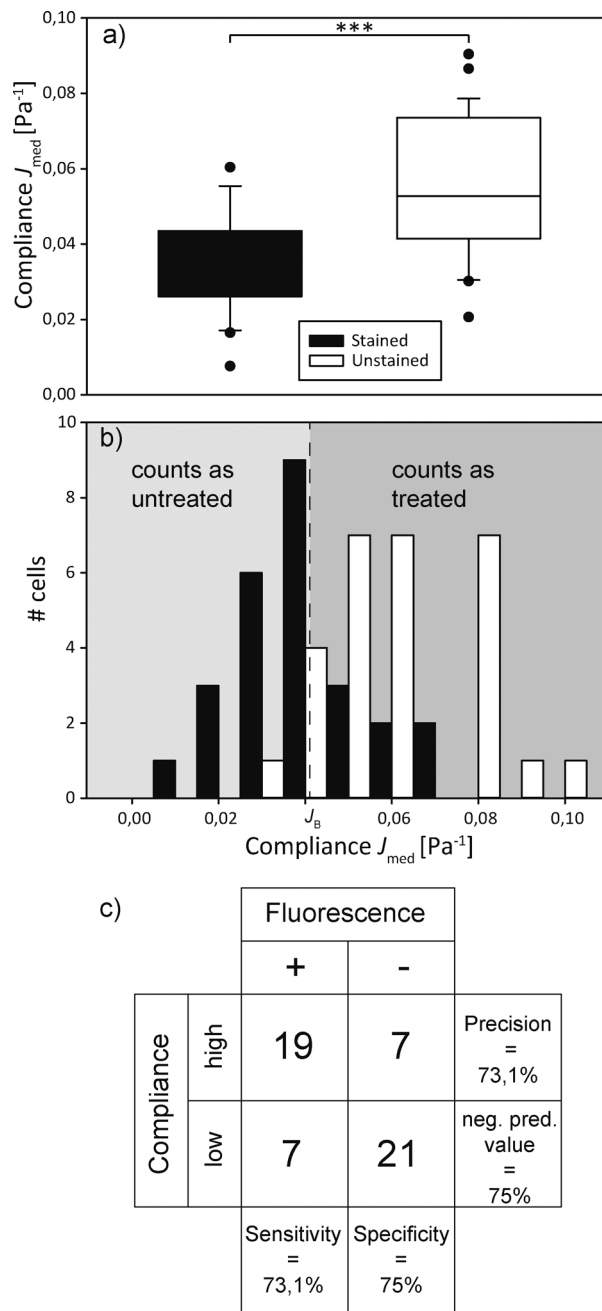 a)
***
0,10
0,08
0,06
0,04
0,02
0,00
Compliance Jmed [Pa-1]
Stained
Unstained
b)
counts as
untreated
counts as
treated
10
8
6
4
2
0
# cells
0,00
0,02
JB
0,06
0,08
0,10
Compliance Jmed [Pa-1]
c)
Fluorescence
+
-
Compliance
high
19
7
Precision
=
73,1%
low
7
21
neg. pred.
value
=
75%
Sensitivity
=
73,1%
Specificity
=
75%